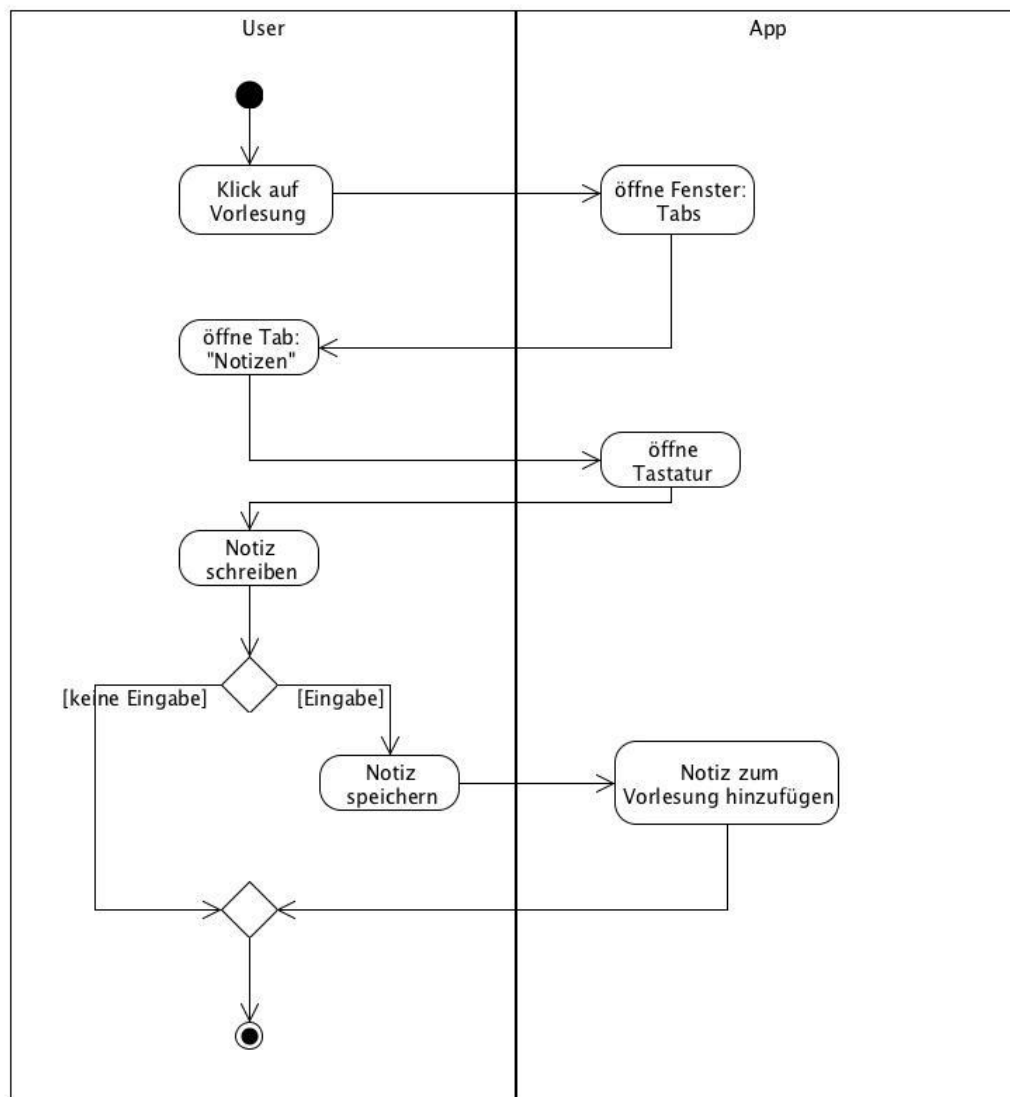 User
App
Klick auf
Vorlesung
öffne Fenster:
Tabs
öffne Tab:
"Notizen"
öffne
Tastatur
Notiz
schreiben
[keine Eingabe]
[Eingabe]
Notiz
speichern
Notiz zum
Vorlesung hinzufügen